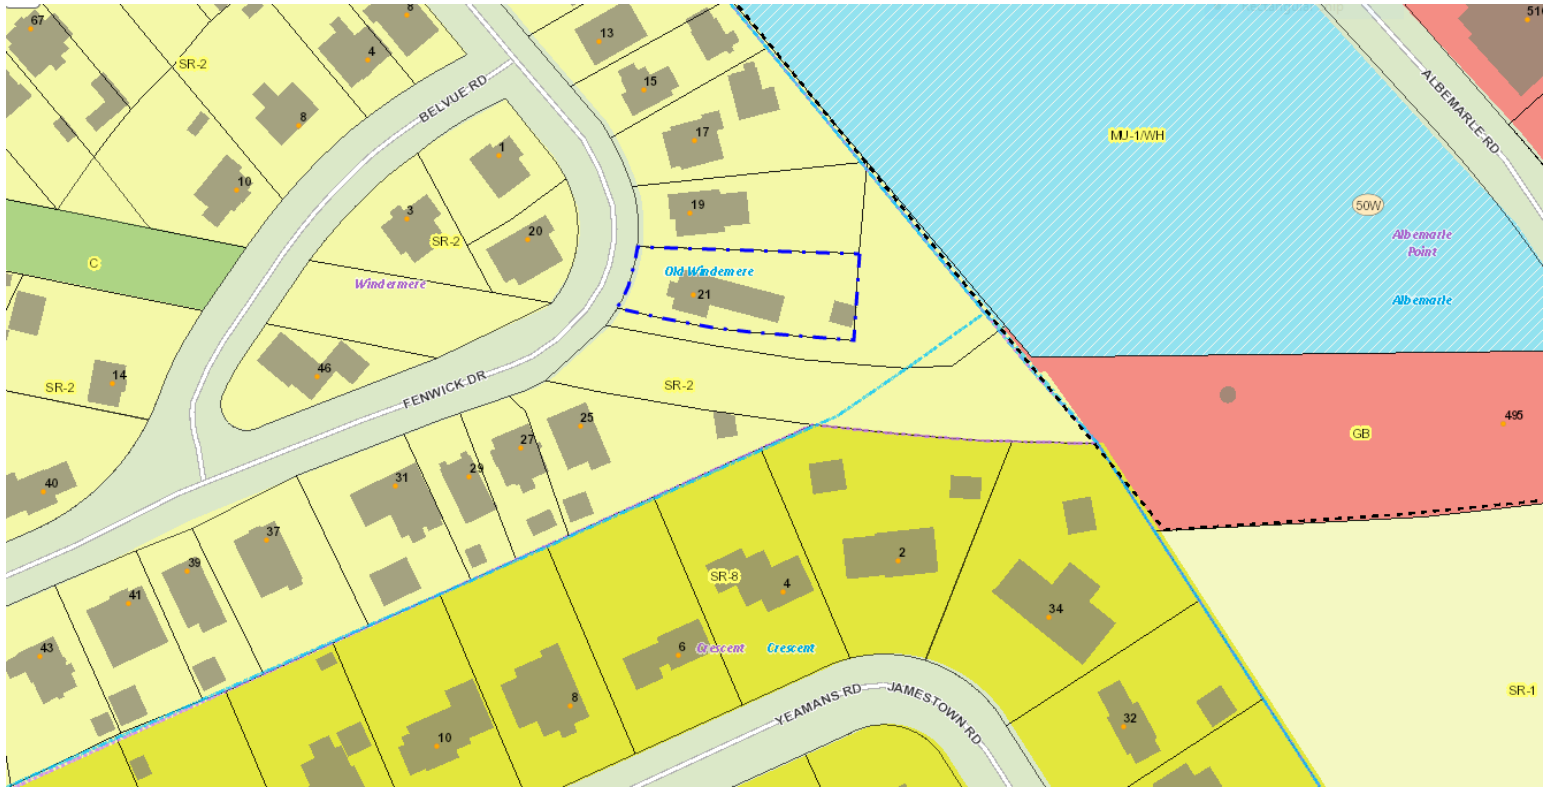 67
8
4
SR-2
8
10
BELVUE RD
13
15
17
1
3
SR-2
20
19
Old Windemere
21
Windermere
C
14
SR-2
46
FENWICK DR
SR-2
25
27
29
31
37
39
41
43
40
MU-1/WH
50W
Albemarle
Point
Albemarle
ALBEMARLE RD
510
GB
495
SR-8
2
4
6
Crescent
Crescent
8
10
34
32
YEAMANS RD
JAMESTOWN RD
SR-1